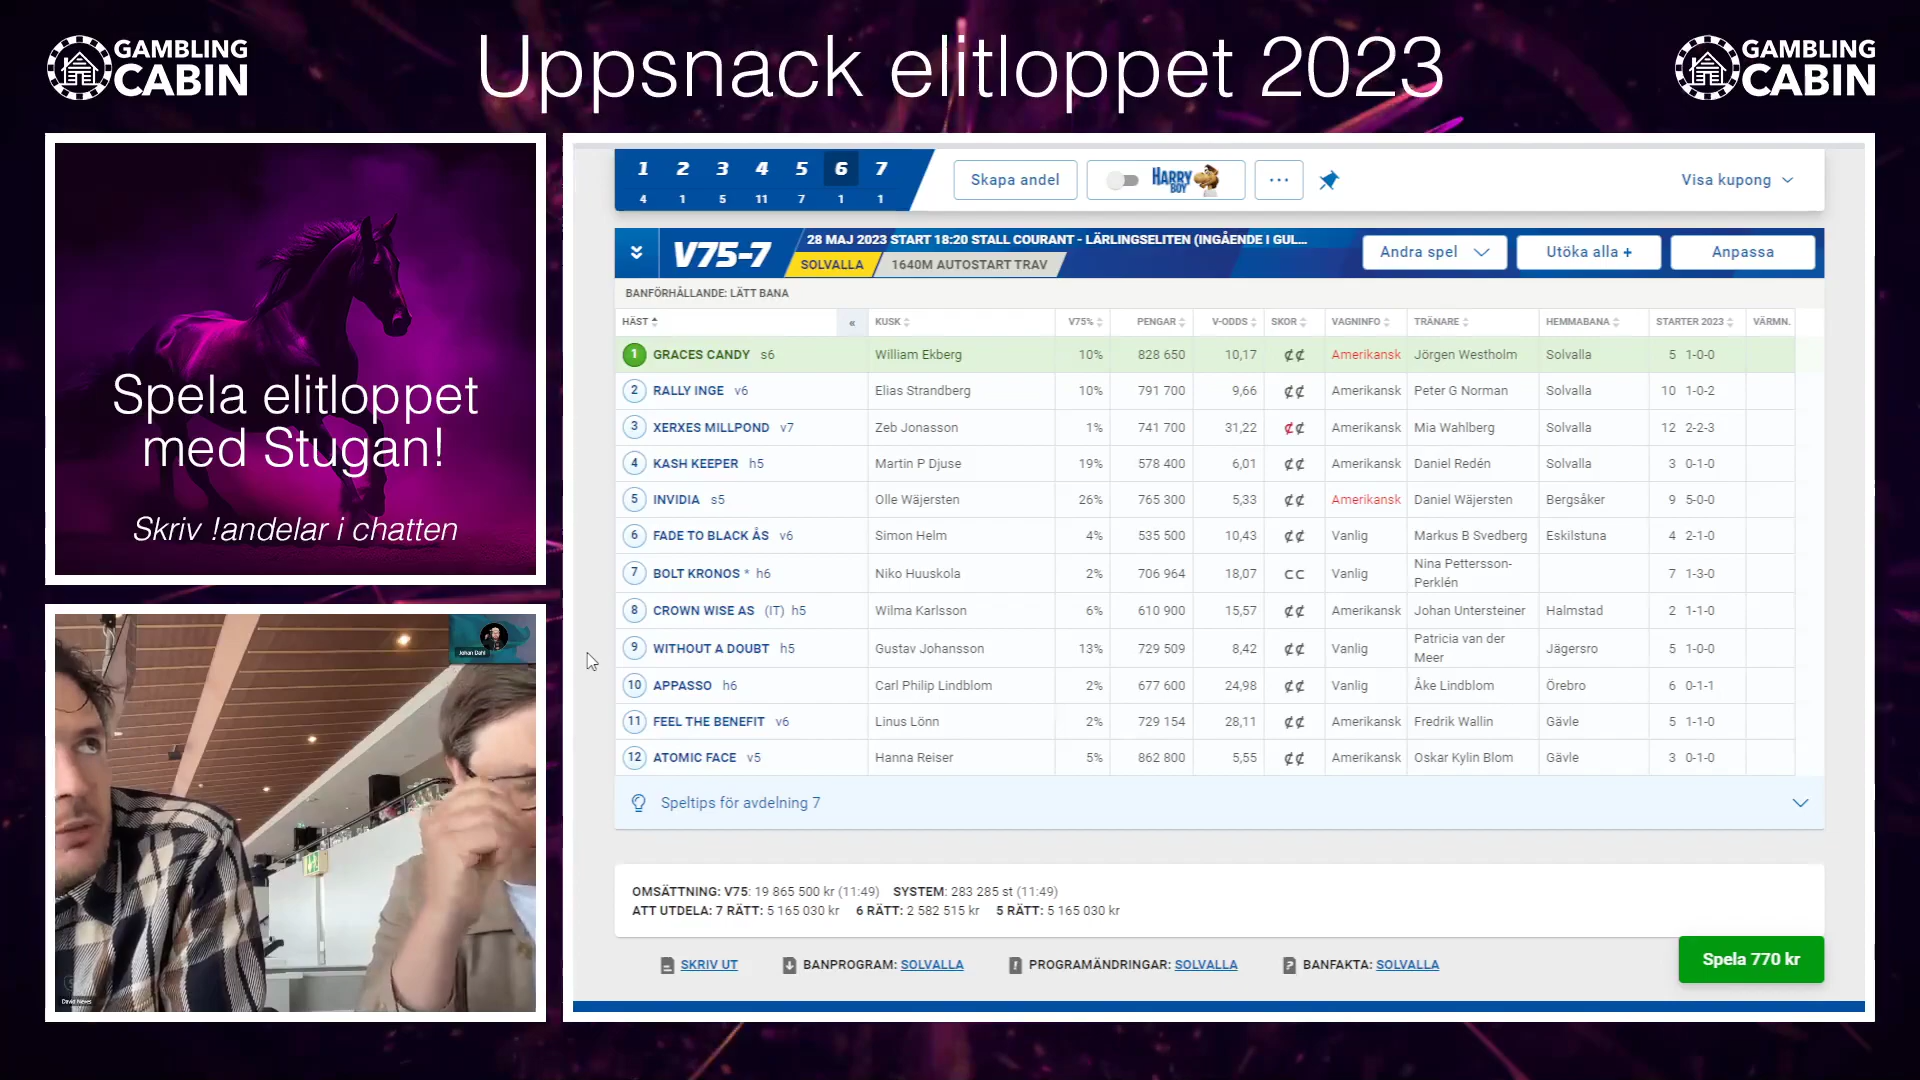 GAMBLING
CABIN
Uppsnack elitloppet 2023
GAMBLING
CABIN
Spela elitloppet
med Stugan!
Skriv !andelar i chatten
Johan Dahl
David Neves
1 2 3 4 5 6 7
4 1 5 11 7 1 1
Skapa andel
HARRY
BOY
...
Visa kupong
V75-7
28 MAJ 2023 START 18:20 STALL COURANT - LÄRLINGSELITEN (INGÅENDE I GUL...
SOLVALLA 1640M AUTOSTART TRAV
Andra spel
Utöka alla +
Anpassa
BANFÖRHÅLLANDE: LÄTT BANA
HÄST « KUSK V75% PENGAR V-ODDS SKOR VAGNINFO TRÄNARE HEMMABANA STARTER 2023 VÄRMN.
1 GRACES CANDY s6 William Ekberg 10% 828 650 10,17 ȼȼ Amerikansk Jörgen Westholm Solvalla 5 1-0-0
2 RALLY INGE v6 Elias Strandberg 10% 791 700 9,66 ȼȼ Amerikansk Peter G Norman Solvalla 10 1-0-2
3 XERXES MILLPOND v7 Zeb Jonasson 1% 741 700 31,22 ȼȼ Amerikansk Mia Wahlberg Solvalla 12 2-2-3
4 KASH KEEPER h5 Martin P Djuse 19% 578 400 6,01 ȼȼ Amerikansk Daniel Redén Solvalla 3 0-1-0
5 INVIDIA s5 Olle Wäjersten 26% 765 300 5,33 ȼȼ Amerikansk Daniel Wäjersten Bergsåker 9 5-0-0
6 FADE TO BLACK ÅS v6 Simon Helm 4% 535 500 10,43 ȼȼ Vanlig Markus B Svedberg Eskilstuna 4 2-1-0
7 BOLT KRONOS * h6 Niko Huuskola 2% 706 964 18,07 CC Vanlig Nina Pettersson-Perklén 7 1-3-0
8 CROWN WISE AS (IT) h5 Wilma Karlsson 6% 610 900 15,57 ȼȼ Amerikansk Johan Untersteiner Halmstad 2 1-1-0
9 WITHOUT A DOUBT h5 Gustav Johansson 13% 729 509 8,42 ȼȼ Vanlig Patricia van der Meer Jägersro 5 1-0-0
10 APPASSO h6 Carl Philip Lindblom 2% 677 600 24,98 ȼȼ Vanlig Åke Lindblom Örebro 6 0-1-1
11 FEEL THE BENEFIT v6 Linus Lönn 2% 729 154 28,11 ȼȼ Amerikansk Fredrik Wallin Gävle 5 1-1-0
12 ATOMIC FACE v5 Hanna Reiser 5% 862 800 5,55 ȼȼ Amerikansk Oskar Kylin Blom Gävle 3 0-1-0
Speltips för avdelning 7
OMSÄTTNING: V75: 19 865 500 kr (11:49) SYSTEM: 283 285 st (11:49)
ATT UTDELA: 7 RÄTT: 5 165 030 kr 6 RÄTT: 2 582 515 kr 5 RÄTT: 5 165 030 kr
SKRIV UT BANPROGRAM: SOLVALLA PROGRAMÄNDRINGAR: SOLVALLA BANFAKTA: SOLVALLA
Spela 770 kr